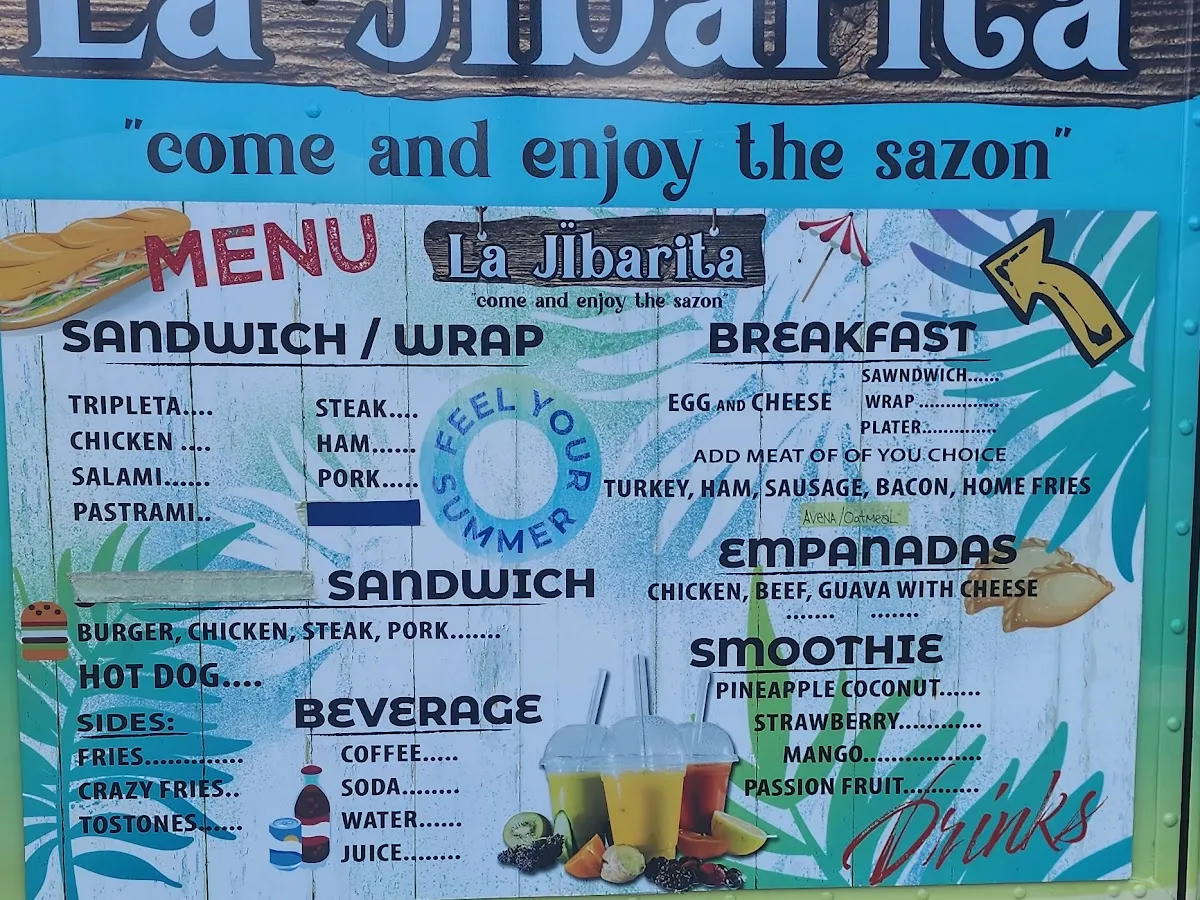 La Jibarita
"come and enjoy the sazon"
MENU
La Jïbarita
"come and enjoy the sazon"
SANDWICH / WRAP
TRIPLETA....
CHICKEN ....
SALAMI......
PASTRAMI..
STEAK....
HAM......
PORK.....
FEEL YOUR SUMMER
SANDWICH
BURGER, CHICKEN, STEAK, PORK.......
HOT DOG....
SIDES:
FRIES.............
CRAZY FRIES..
TOSTONES......
BEVERAGE
COFFEE.....
SODA........
WATER......
JUICE........
BREAKFAST
EGG AND CHEESE
SAWNDWICH......
WRAP...............
PLATER.............
ADD MEAT OF OF YOU CHOICE
TURKEY, HAM, SAUSAGE, BACON, HOME FRIES
AVENA/OatMEAL
EMPANADAS
CHICKEN, BEEF, GUAVA WITH CHEESE
....... .......
SMOOTHIE
PINEAPPLE COCONUT......
STRAWBERRY............
MANGO.................
PASSION FRUIT...........
Drinks